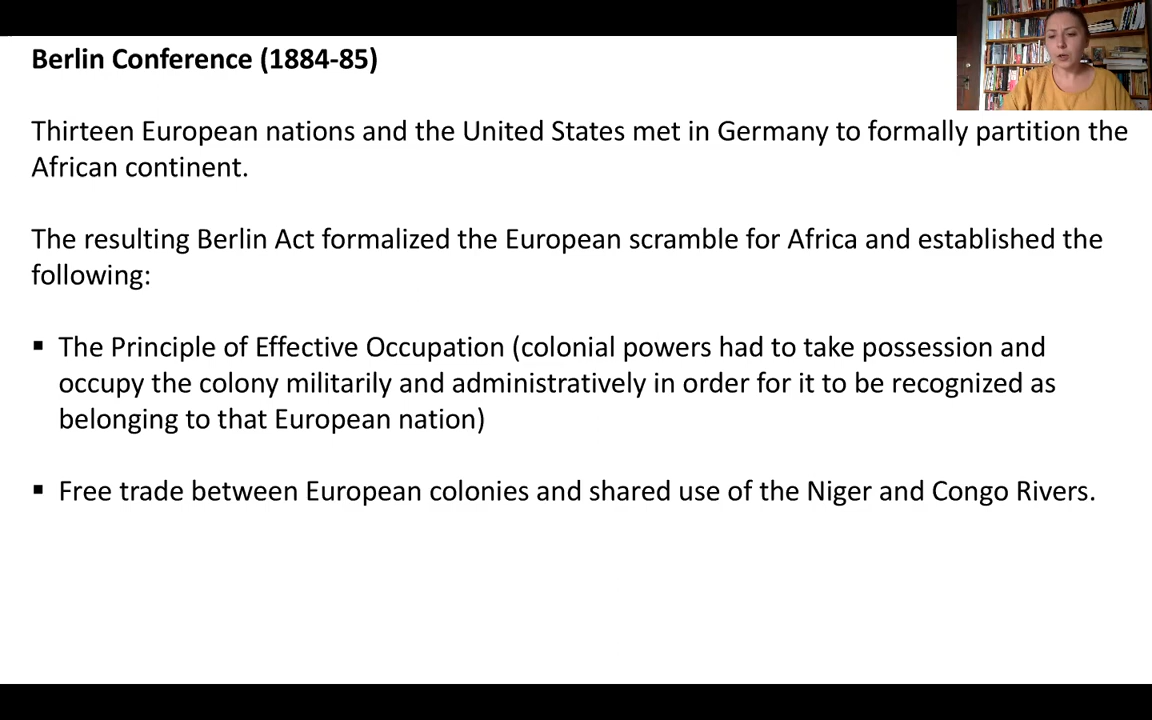 Berlin Conference (1884-85)
Thirteen European nations and the United States met in Germany to formally partition the
African continent.
The resulting Berlin Act formalized the European scramble for Africa and established the
following:
▪ The Principle of Effective Occupation (colonial powers had to take possession and
occupy the colony militarily and administratively in order for it to be recognized as
belonging to that European nation)
▪ Free trade between European colonies and shared use of the Niger and Congo Rivers.